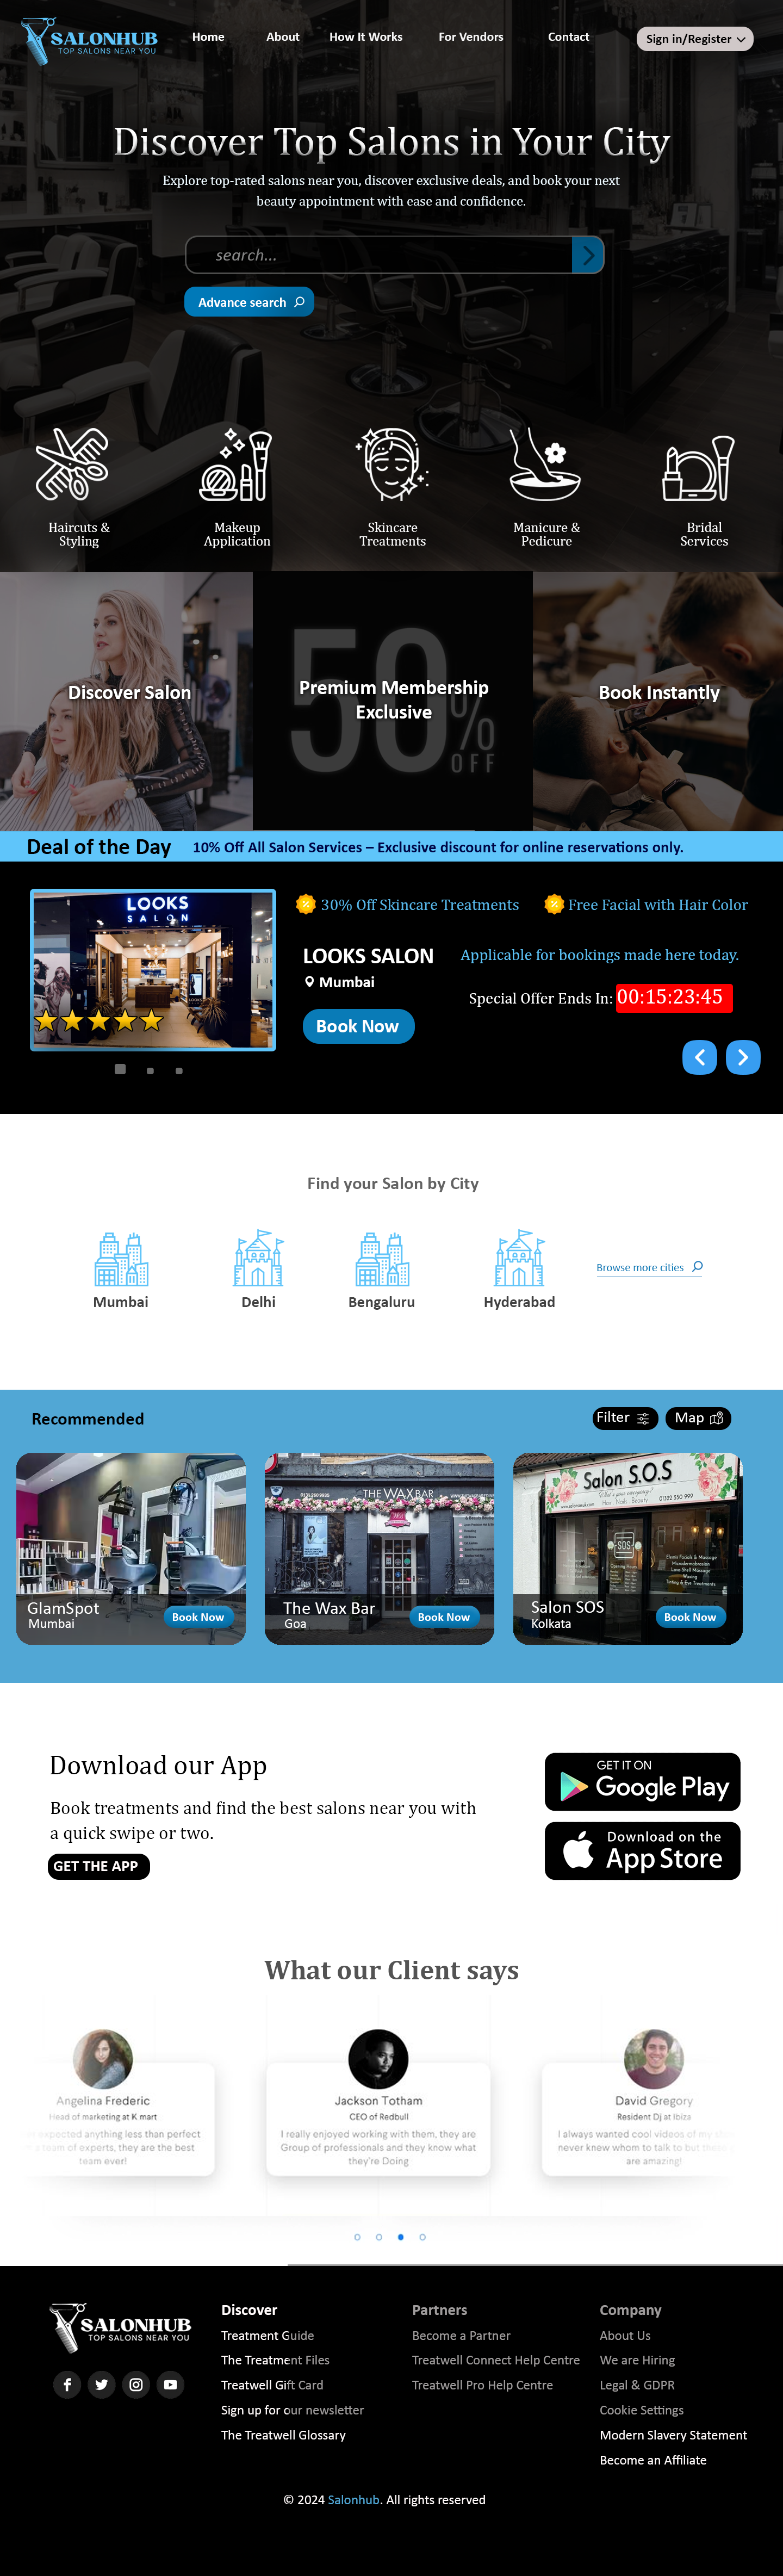 SALONHUB
TOP SALONS NEAR YOU
Home About How It Works For Vendors Contact
Sign in/Register
Discover Top Salons in Your City
Explore top-rated salons near you, discover exclusive deals, and book your next
beauty appointment with ease and confidence.
search...
Advance search
Haircuts &
Styling
Makeup
Application
Skincare
Treatments
Manicure &
Pedicure
Bridal
Services
Discover Salon
50% OFF
Premium Membership
Exclusive
Book Instantly
Deal of the Day 10% Off All Salon Services – Exclusive discount for online reservations only.
LOOKS
SALON
30% Off Skincare Treatments
Free Facial with Hair Color
LOOKS SALON
Mumbai
Book Now
Applicable for bookings made here today.
Special Offer Ends In: 00:15:23:45
Find your Salon by City
Mumbai
Delhi
Bengaluru
Hyderabad
Browse more cities
Recommended
Filter
Map
GlamSpot
Mumbai
Book Now
THE WAX BAR
The Wax Bar
Goa
Book Now
Salon S.O.S
Hair Nails Beauty
01322 550 999
SOS
Salon SOS
Kolkata
Book Now
Download our App
Book treatments and find the best salons near you with
a quick swipe or two.
GET THE APP
GET IT ON
Google Play
Download on the
App Store
What our Client says
Angelina Frederic
Head of marketing at K mart
expected anything less than perfect
a team of experts, they are the best
team ever!
Jackson Totham
CEO of Redbull
I really enjoyed working with them, they are
Group of professionals and they know what
they're Doing
David Gregory
Resident Dj at Ibiza
I always wanted cool videos of my
never knew whom to talk to but
are amazing!
SALONHUB
TOP SALONS NEAR YOU
Discover
Treatment Guide
The Treatment Files
Treatwell Gift Card
Sign up for our newsletter
The Treatwell Glossary
Partners
Become a Partner
Treatwell Connect Help Centre
Treatwell Pro Help Centre
Company
About Us
We are Hiring
Legal & GDPR
Cookie Settings
Modern Slavery Statement
Become an Affiliate
© 2024 Salonhub. All rights reserved